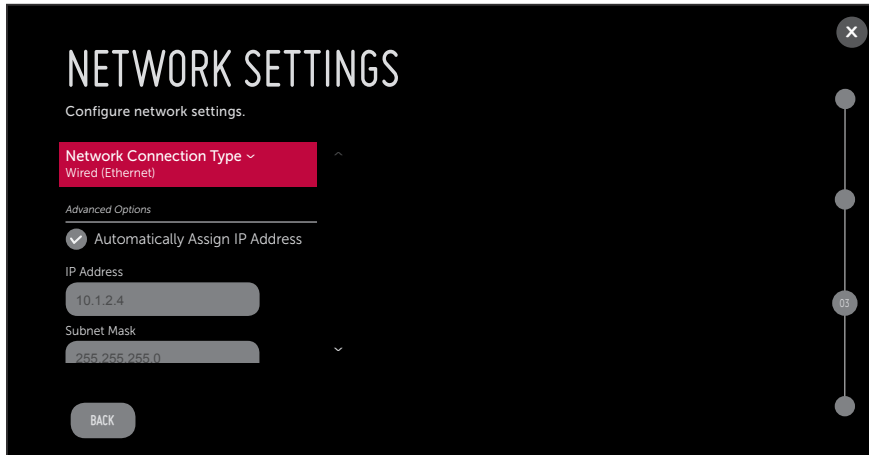 X
NETWORK SETTINGS
Configure network settings.
Network Connection Type
Wired (Ethernet)
Advanced Options
Automatically Assign IP Address
IP Address
10.1.2.4
03
Subnet Mask
255.255.255.0
BACK